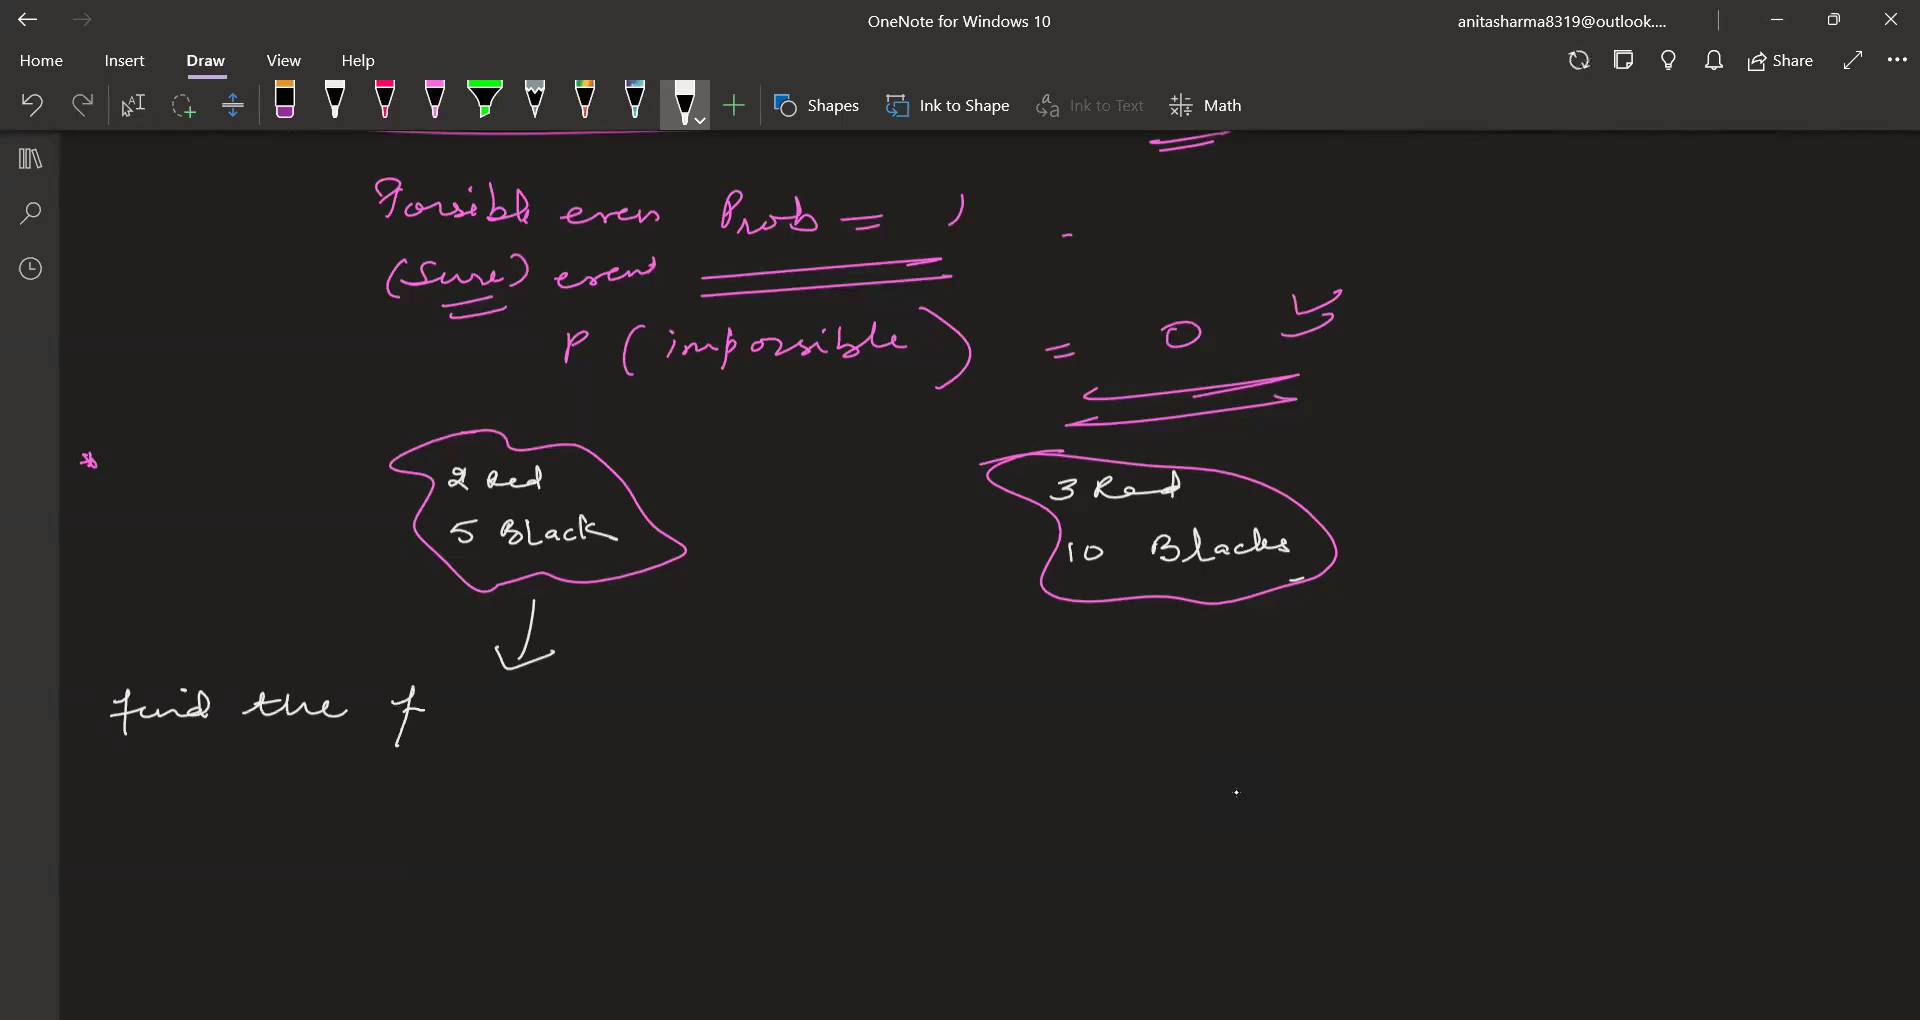 OneNote for Windows 10
anitasharma8319@outlook....
Home Insert Draw View Help
Share
Shapes Ink to Shape Ink to Text Math
Possible even Prob = 1
(Sure) event
P (impossible) = 0
2 Red
5 Black
3 Red
10 Blacks
find the